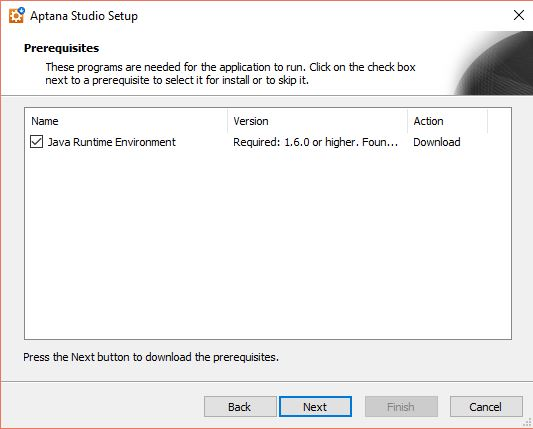 Aptana Studio Setup
Prerequisites
These programs are needed for the application to run. Click on the check box
next to a prerequisite to select it for install or to skip it.
Name Version Action
Java Runtime Environment Required: 1.6.0 or higher. Foun... Download
Press the Next button to download the prerequisites.
Back Next Finish Cancel